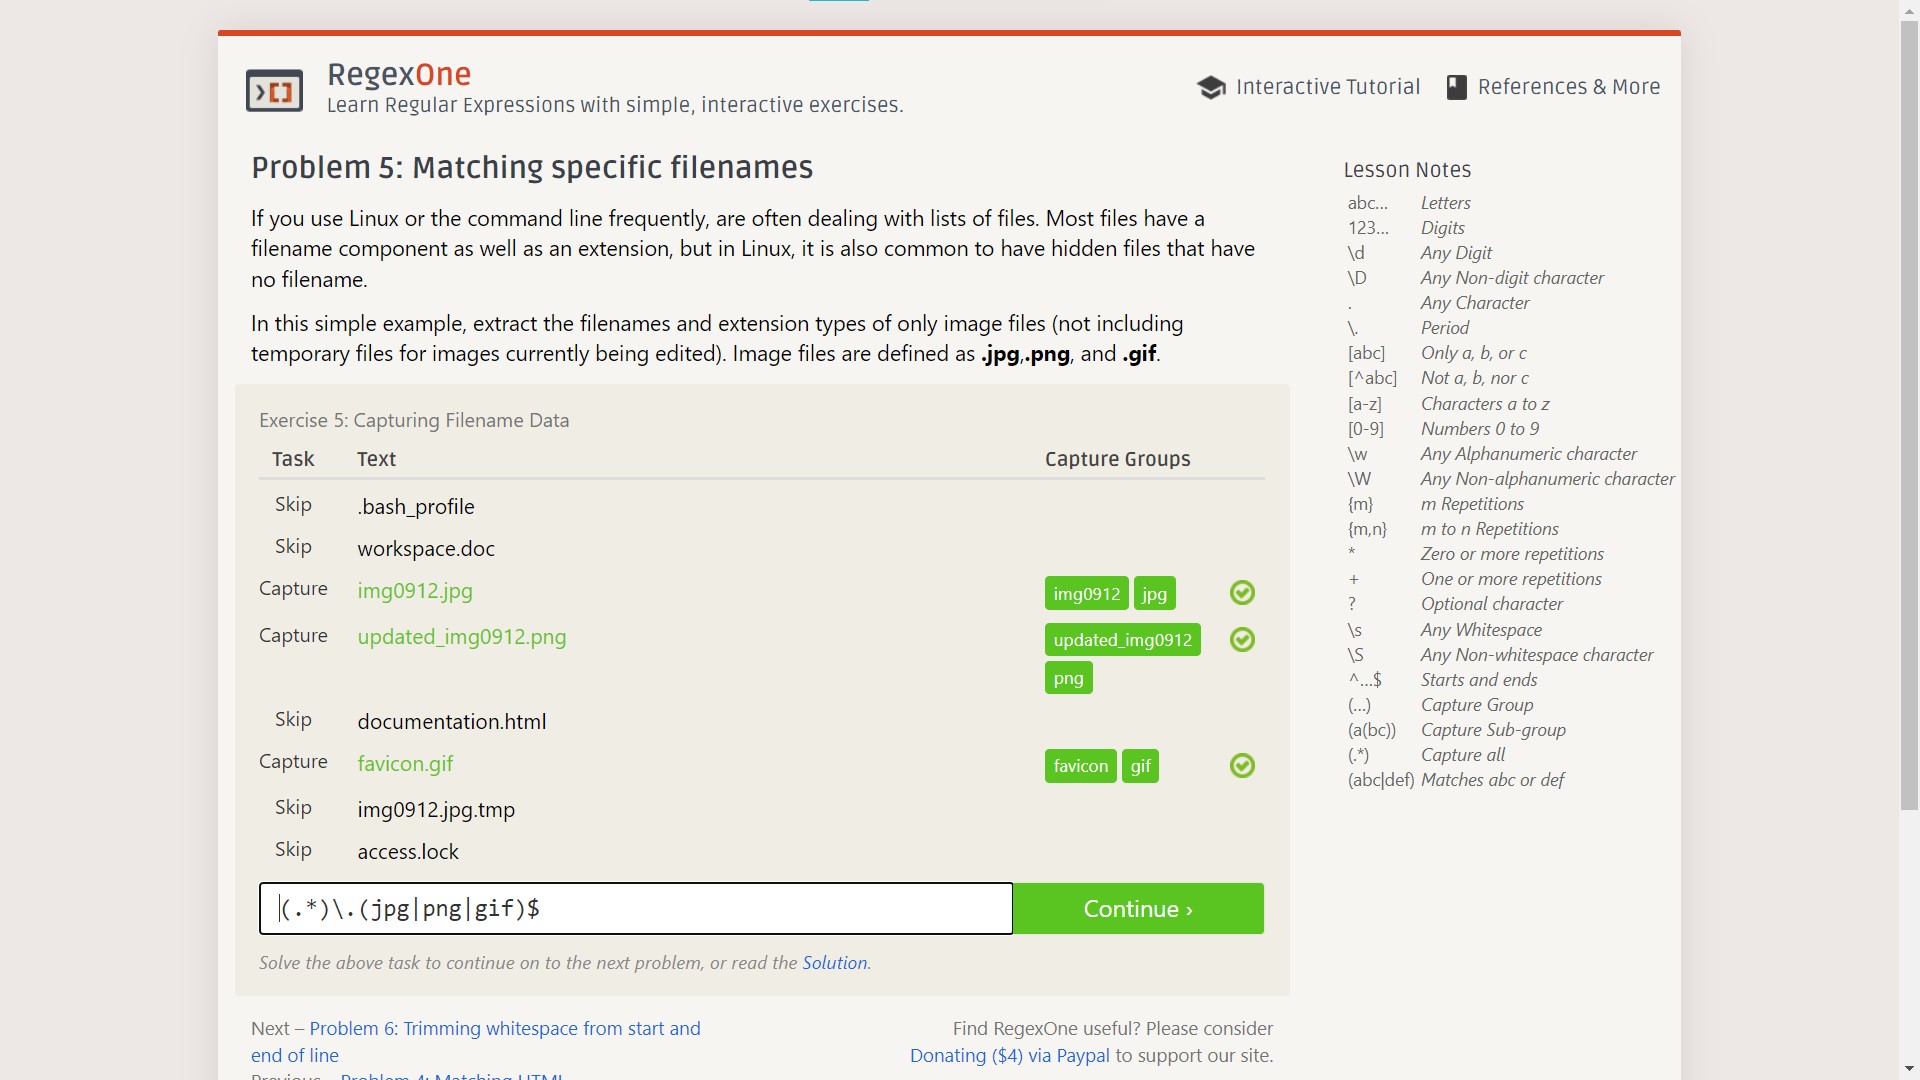 RegexOne
Learn Regular Expressions with simple, interactive exercises.
Interactive Tutorial
References & More
Problem 5: Matching specific filenames
If you use Linux or the command line frequently, are often dealing with lists of files. Most files have a
filename component as well as an extension, but in Linux, it is also common to have hidden files that have
no filename.
In this simple example, extract the filenames and extension types of only image files (not including
temporary files for images currently being edited). Image files are defined as .jpg,.png, and .gif.
Exercise 5: Capturing Filename Data
Task Text Capture Groups
Skip .bash_profile
Skip workspace.doc
Capture img0912.jpg img0912 jpg
Capture updated_img0912.png updated_img0912
png
Skip documentation.html
Capture favicon.gif favicon gif
Skip img0912.jpg.tmp
Skip access.lock
(.*)\.(jpg|png|gif)$
Continue ›
Solve the above task to continue on to the next problem, or read the Solution.
Next – Problem 6: Trimming whitespace from start and
end of line
Previous – Problem 4: Matching HTML
Find RegexOne useful? Please consider
Donating ($4) via Paypal to support our site.
Lesson Notes
abc... Letters
123... Digits
\d Any Digit
\D Any Non-digit character
. Any Character
\. Period
[abc] Only a, b, or c
[^abc] Not a, b, nor c
[a-z] Characters a to z
[0-9] Numbers 0 to 9
\w Any Alphanumeric character
\W Any Non-alphanumeric character
{m} m Repetitions
{m,n} m to n Repetitions
* Zero or more repetitions
+ One or more repetitions
? Optional character
\s Any Whitespace
\S Any Non-whitespace character
^...$ Starts and ends
(...) Capture Group
(a(bc)) Capture Sub-group
(.*) Capture all
(abc|def) Matches abc or def